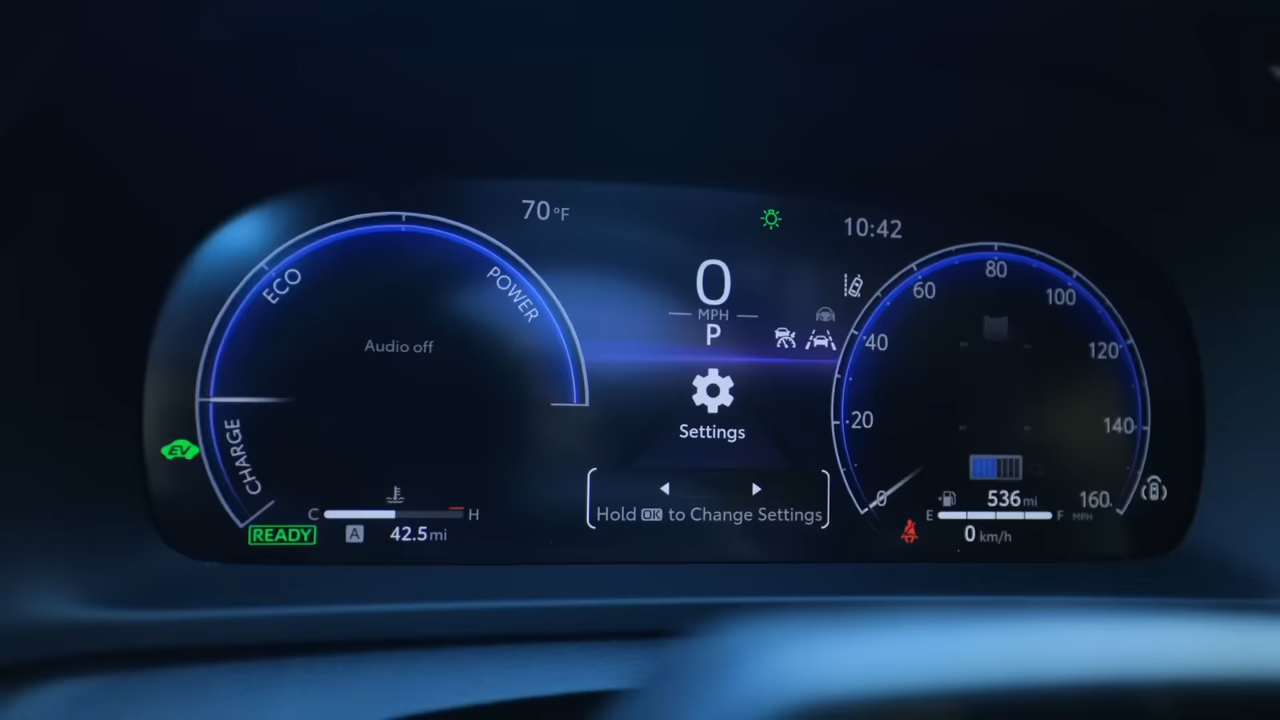 70°F
10:42
0
MPH
P
ECO
POWER
CHARGE
Audio off
EV
Settings
Hold OK to Change Settings
C
H
READY
A
42.5 mi
0
20
40
60
80
100
120
140
160
MPH
536 mi
E
F
0 km/h